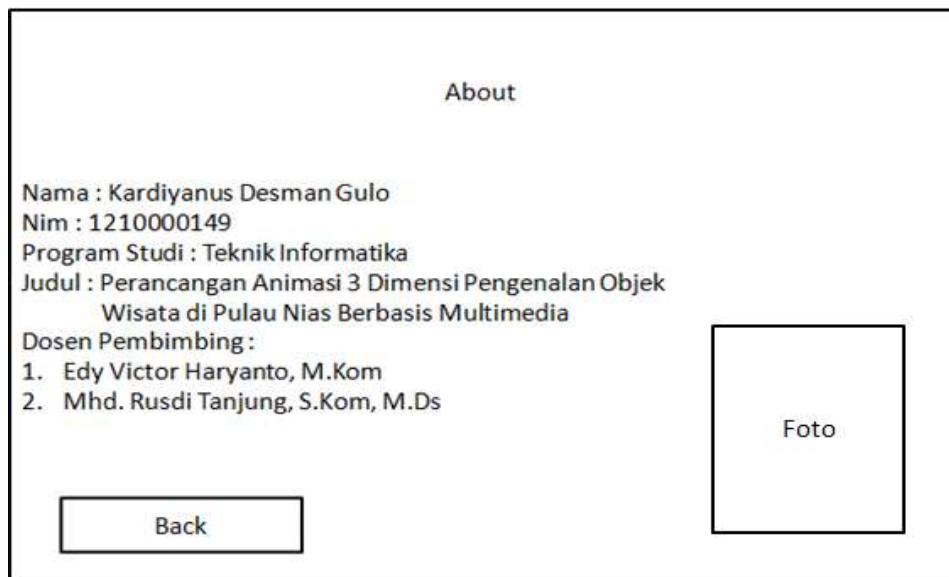 About
Nama : Kardiyanus Desman Gulo
Nim : 1210000149
Program Studi : Teknik Informatika
Judul : Perancangan Animasi 3 Dimensi Pengenalan Objek
Wisata di Pulau Nias Berbasis Multimedia
Dosen Pembimbing :
1. Edy Victor Haryanto, M.Kom
2. Mhd. Rusdi Tanjung, S.Kom, M.Ds
Foto
Back